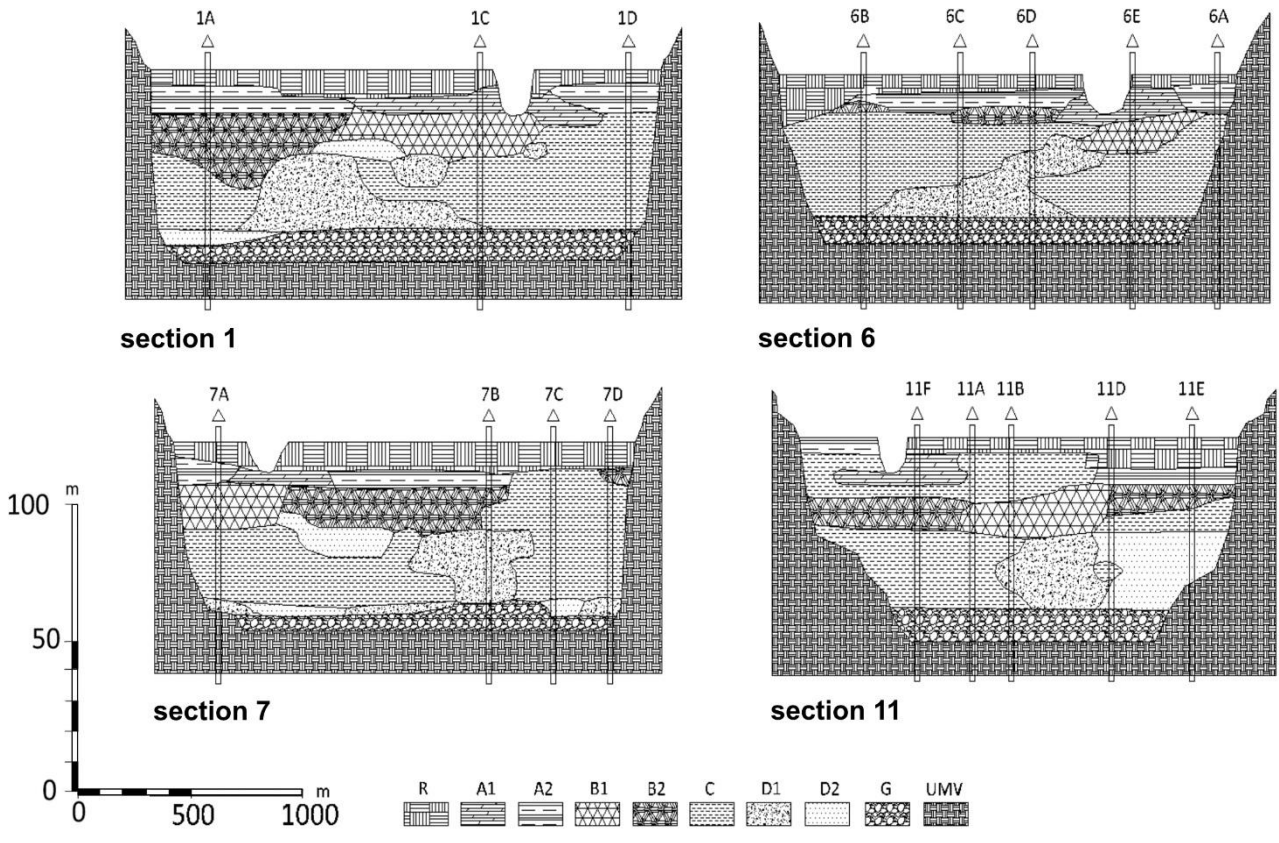 1A 1C 1D
section 1
6B 6C 6D 6E 6A
section 6
7A 7B 7C 7D
section 7
11F 11A 11B 11D 11E
section 11
m
100
50
0
0 500 1000 m
R A1 A2 B1 B2 C D1 D2 G UMV